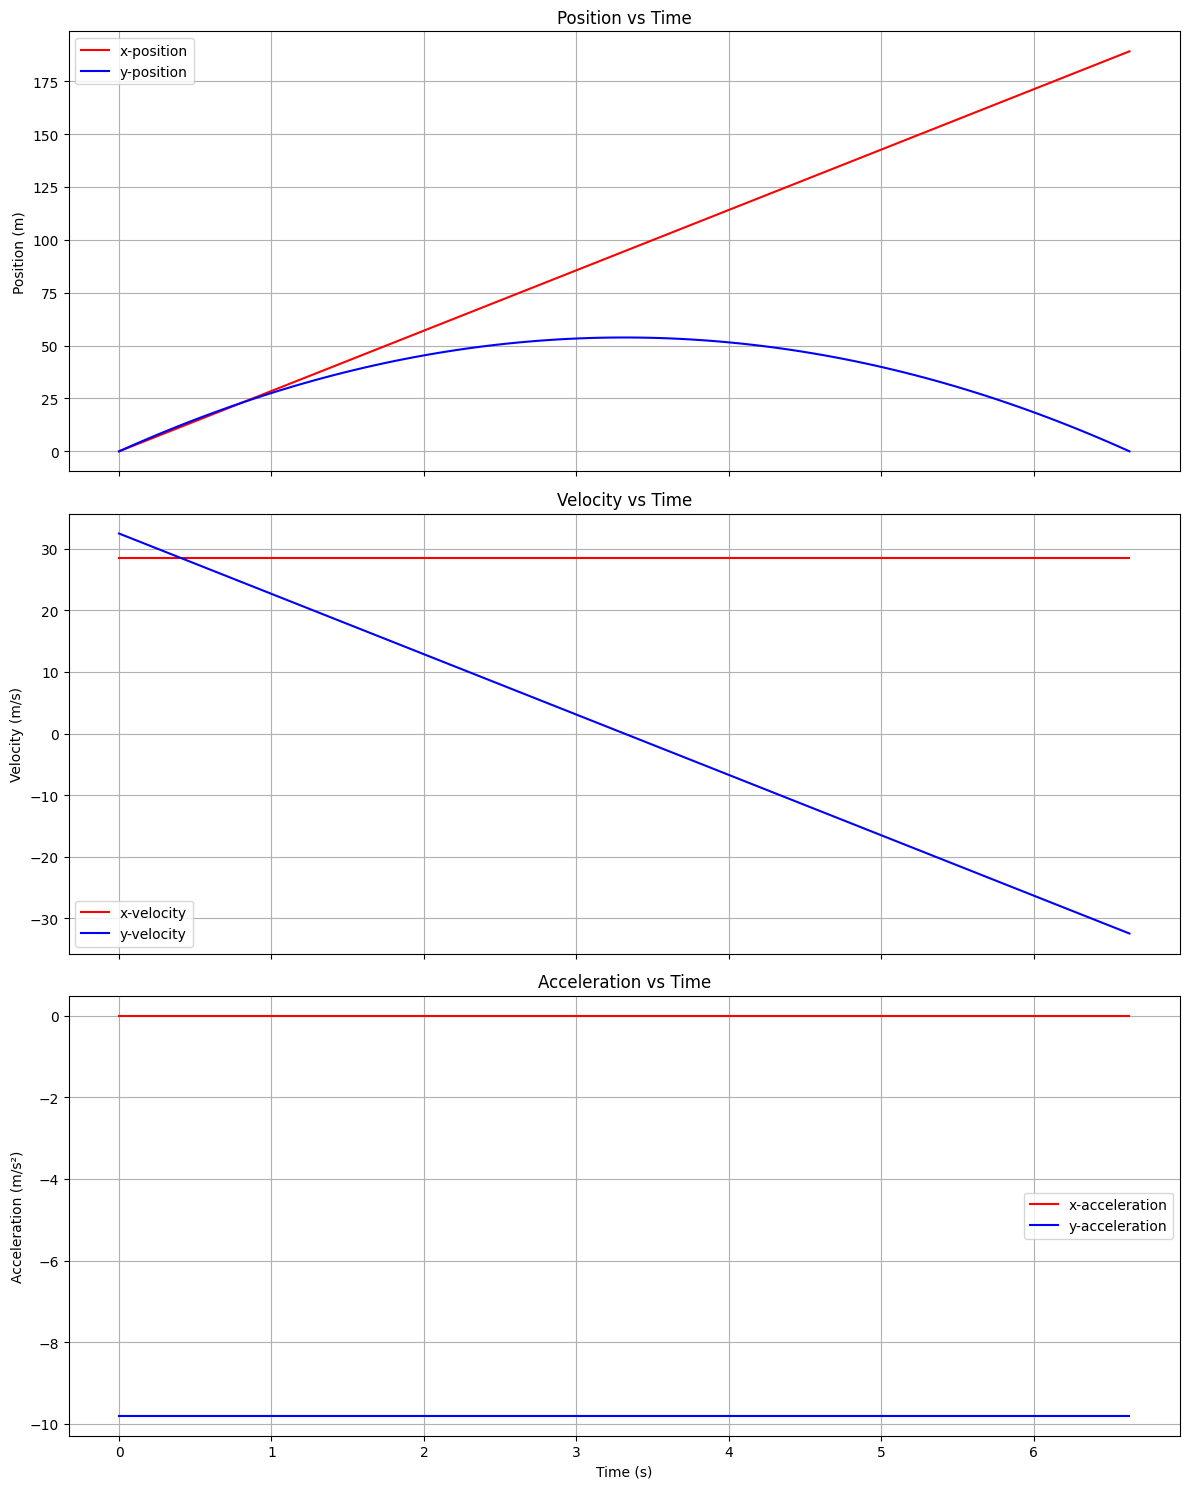 Position vs Time
x-position
y-position
175
150
125
100
75
50
25
0
Position (m)
Velocity vs Time
30
20
10
0
−10
−20
−30
Velocity (m/s)
x-velocity
y-velocity
Acceleration vs Time
0
−2
−4
−6
−8
−10
Acceleration (m/s²)
x-acceleration
y-acceleration
0 1 2 3 4 5 6
Time (s)